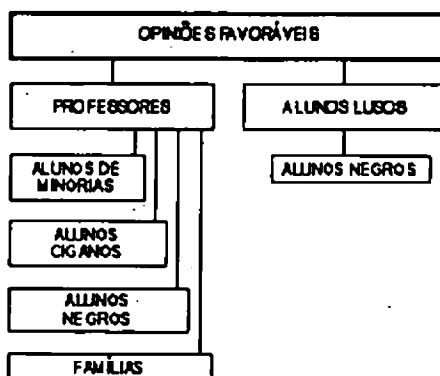 OPINIÕES FAVORÁVEIS
PROFESSORES
ALUNOS LUSOS
ALUNOS DE
MINORIAS
ALUNOS NEGROS
ALUNOS
CIGANOS
ALUNOS
NEGROS
FAMÍLIAS